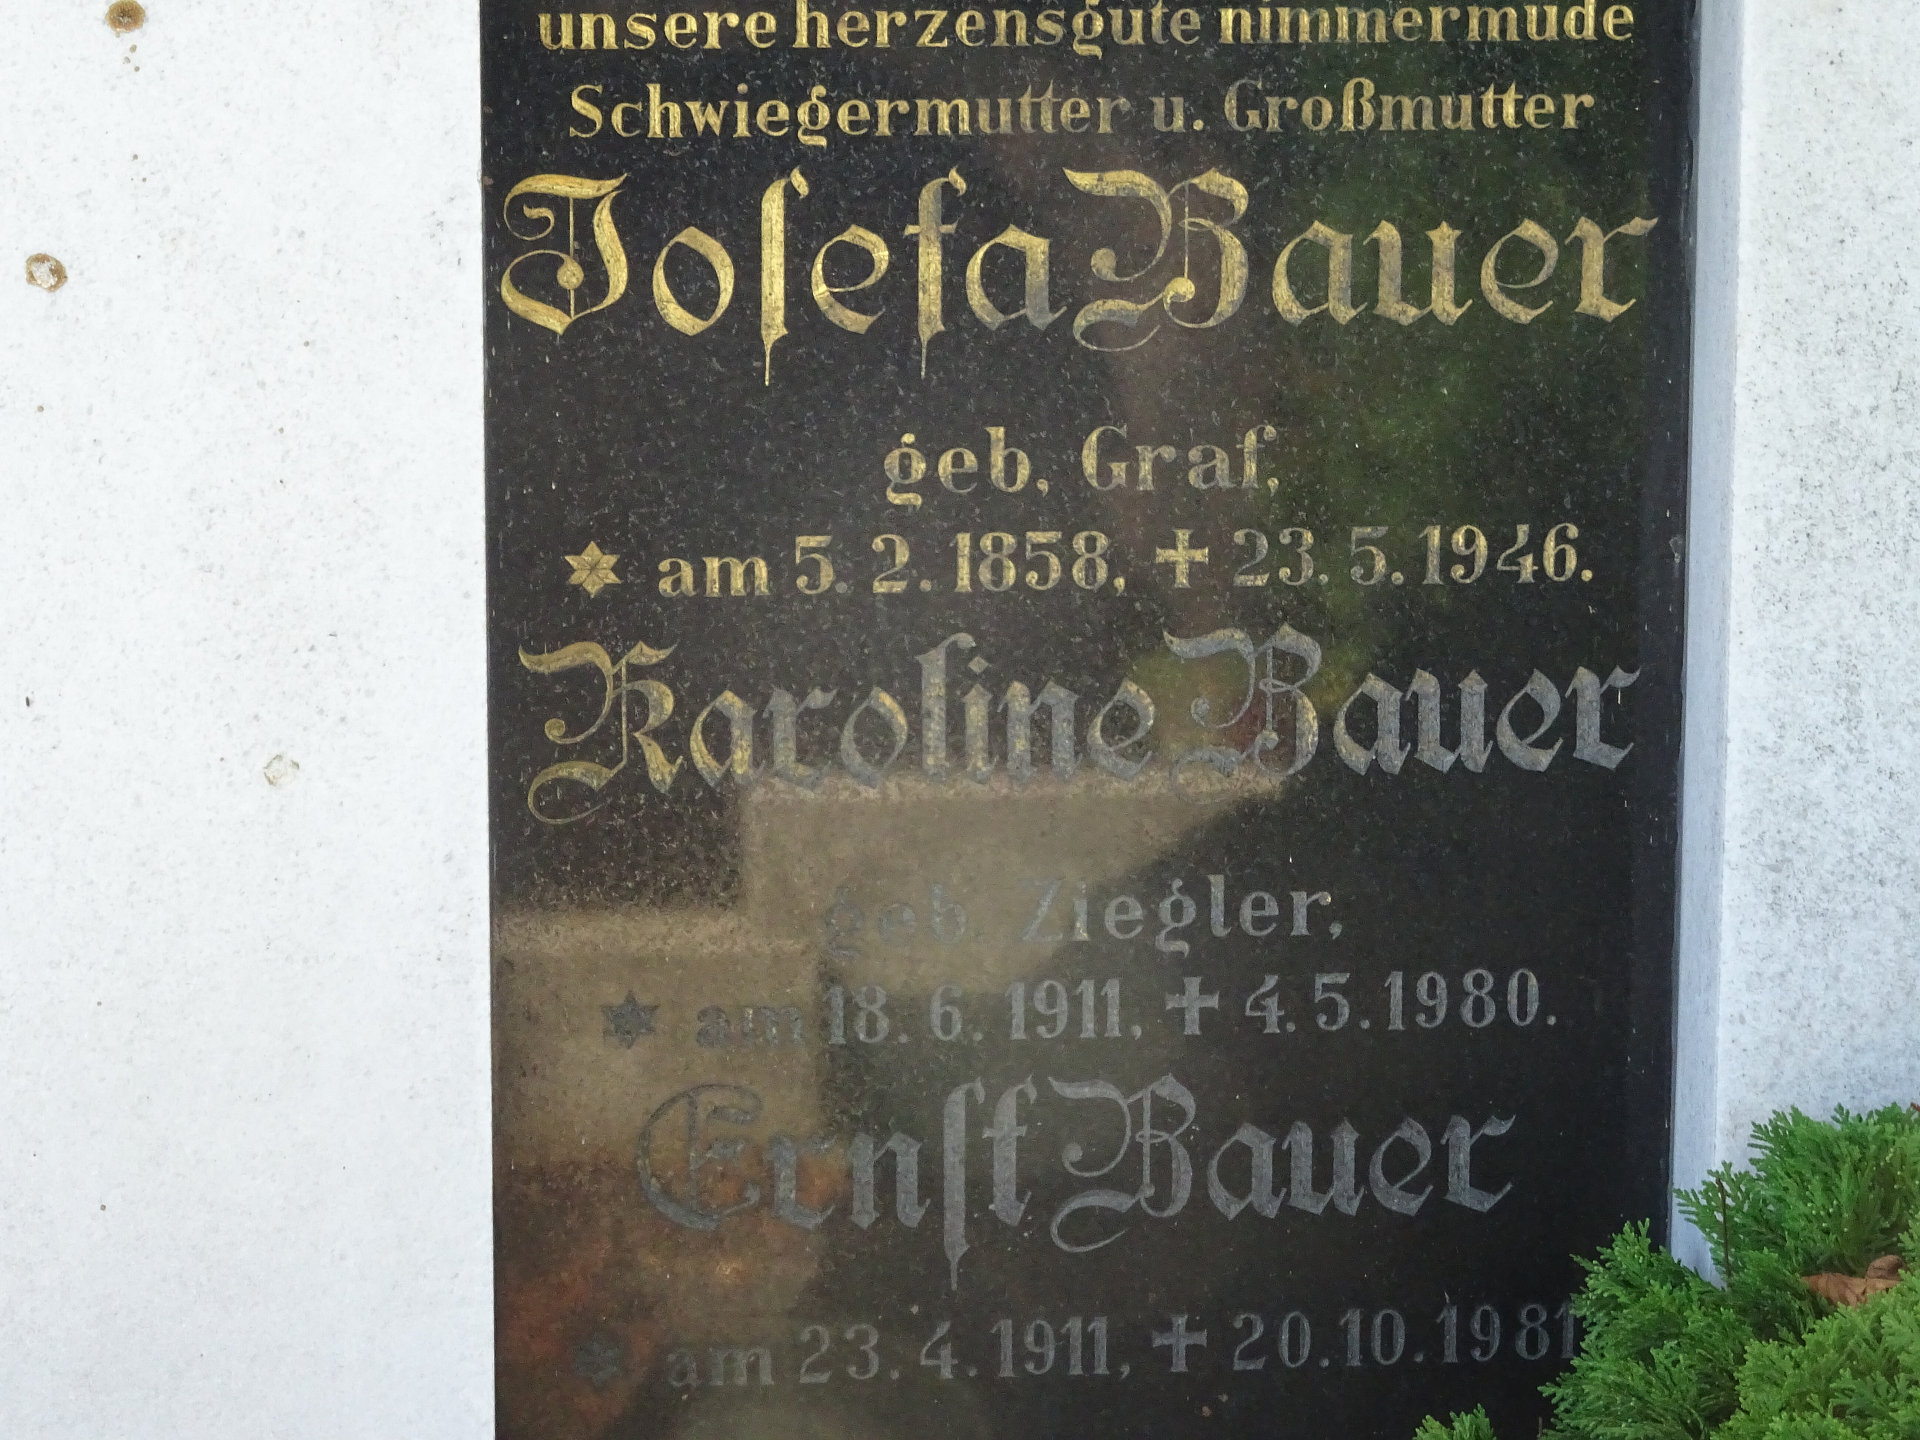 unsere herzensgute nimmermüde
Schwiegermutter u. Großmutter
Josefa Bauer
geb. Graf,
✶ am 5. 2. 1858, ✝ 23. 5. 1946.
Karoline Bauer
geb. Ziegler,
✶ am 18. 6. 1911, ✝ 4. 5. 1980.
Ernst Bauer
✶ am 23. 4. 1911, ✝ 20. 10. 1981